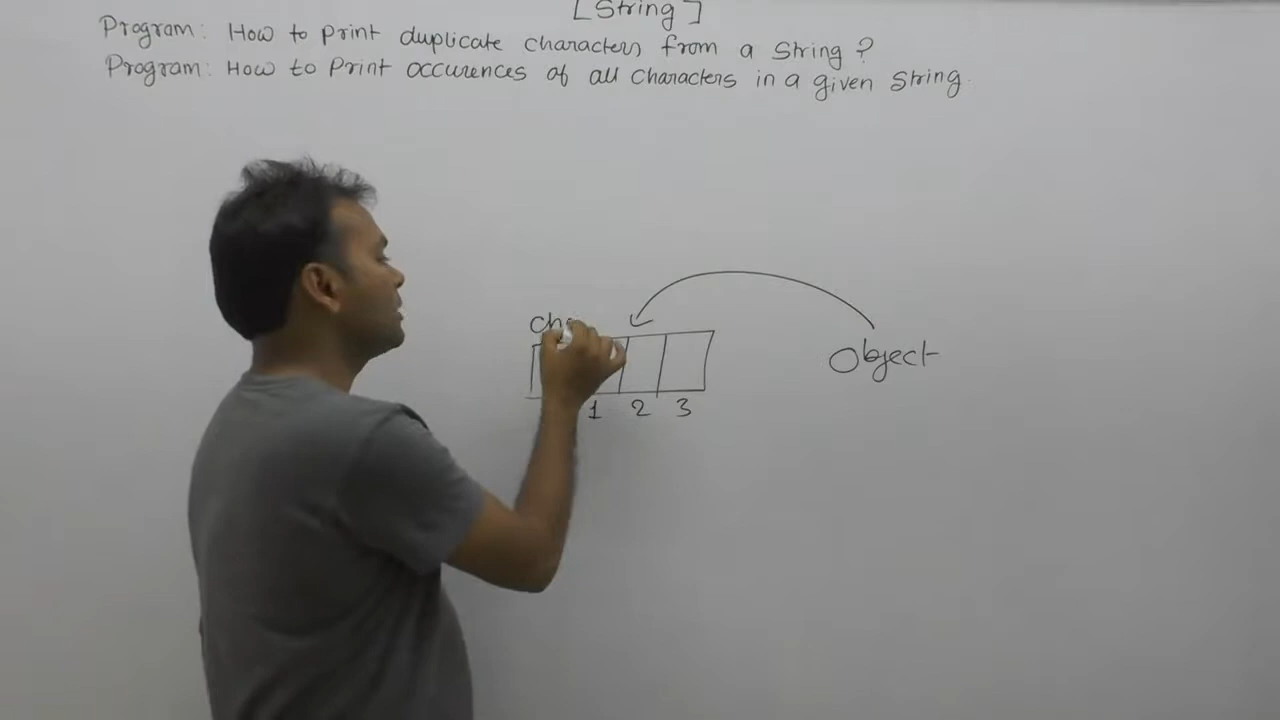 [String]
Program: How to print duplicate characters from a String?
Program: How to Print occurences of all characters in a given String.
Object
1 2 3